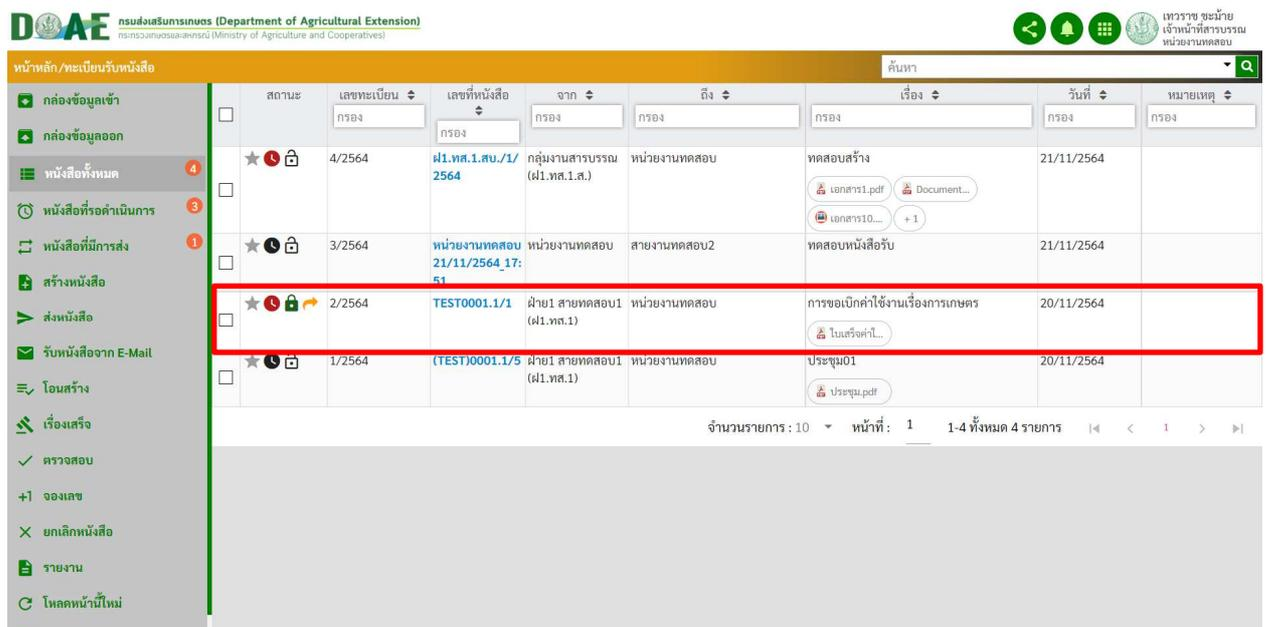 DOAE กรมส่งเสริมการเกษตร (Department of Agricultural Extension)
กระทรวงเกษตรและสหกรณ์ (Ministry of Agriculture and Cooperatives)
เทวราช ชะม้าย
เจ้าหน้าที่สารบรรณ
หน่วยงานทดสอบ
หน้าหลัก/ทะเบียนรับหนังสือ
ค้นหา
กล่องข้อมูลเข้า
กล่องข้อมูลออก
หนังสือทั้งหมด 4
หนังสือที่รอดำเนินการ 3
หนังสือที่มีการส่ง 1
สร้างหนังสือ
ส่งหนังสือ
รับหนังสือจาก E-Mail
โอนสร้าง
เรื่องเสร็จ
ตรวจสอบ
+1 จองเลข
ยกเลิกหนังสือ
รายงาน
โหลดหน้านี้ใหม่
สถานะ เลขทะเบียน เลขที่หนังสือ จาก ถึง เรื่อง วันที่ หมายเหตุ
กรอง กรอง กรอง กรอง กรอง กรอง กรอง
4/2564 ฝ1.ทส.1.สบ./1/ กลุ่มงานสารบรรณ หน่วยงานทดสอบ ทดสอบสร้าง 21/11/2564
2564 (ฝ1.ทส.1.ส.)
เอกสาร1.pdf Document...
เอกสาร10.... + 1
3/2564 หน่วยงานทดสอบ หน่วยงานทดสอบ สายงานทดสอบ2 ทดสอบหนังสือรับ 21/11/2564
21/11/2564_17:
51
2/2564 TEST0001.1/1 ฝ่าย1 สายทดสอบ1 หน่วยงานทดสอบ การขอเบิกค่าใช้งานเรื่องการเกษตร 20/11/2564
(ฝ1.ทส.1)
ใบเสร็จค่าใ...
1/2564 (TEST)0001.1/5 ฝ่าย1 สายทดสอบ1 หน่วยงานทดสอบ ประชุม01 20/11/2564
(ฝ1.ทส.1)
ประชุม.pdf
จำนวนรายการ : 10 หน้าที่ : 1 1-4 ทั้งหมด 4 รายการ |< < 1 > >|